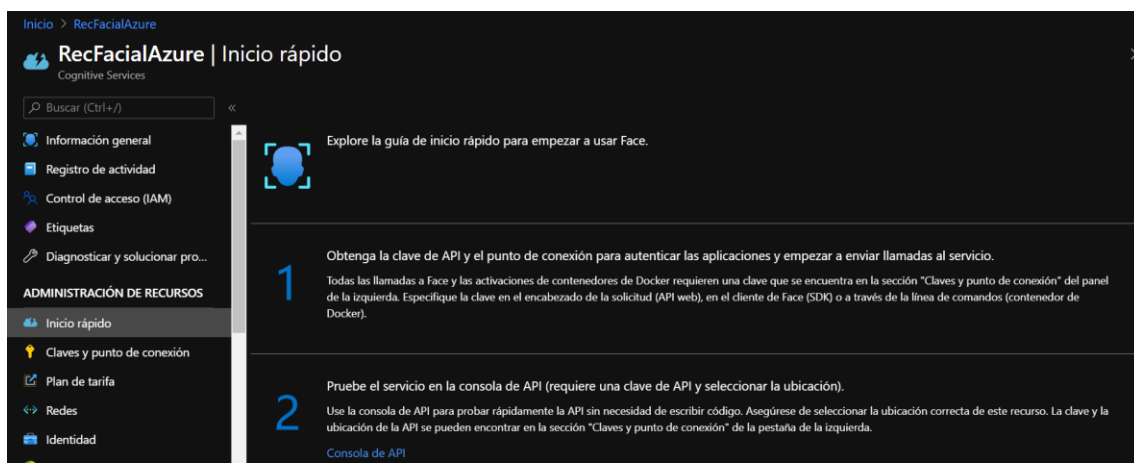 Inicio > RecFacialAzure
RecFacialAzure | Inicio rápido
Cognitive Services
Buscar (Ctrl+/)
«
Información general
Registro de actividad
Control de acceso (IAM)
Etiquetas
Diagnosticar y solucionar pro...
ADMINISTRACIÓN DE RECURSOS
Inicio rápido
Claves y punto de conexión
Plan de tarifa
Redes
Identidad
Explore la guía de inicio rápido para empezar a usar Face.
1
Obtenga la clave de API y el punto de conexión para autenticar las aplicaciones y empezar a enviar llamadas al servicio.
Todas las llamadas a Face y las activaciones de contenedores de Docker requieren una clave que se encuentra en la sección "Claves y punto de conexión" del panel
de la izquierda. Especifique la clave en el encabezado de la solicitud (API web), en el cliente de Face (SDK) o a través de la línea de comandos (contenedor de
Docker).
2
Pruebe el servicio en la consola de API (requiere una clave de API y seleccionar la ubicación).
Use la consola de API para probar rápidamente la API sin necesidad de escribir código. Asegúrese de seleccionar la ubicación correcta de este recurso. La clave y la
ubicación de la API se pueden encontrar en la sección "Claves y punto de conexión" de la pestaña de la izquierda.
Consola de API